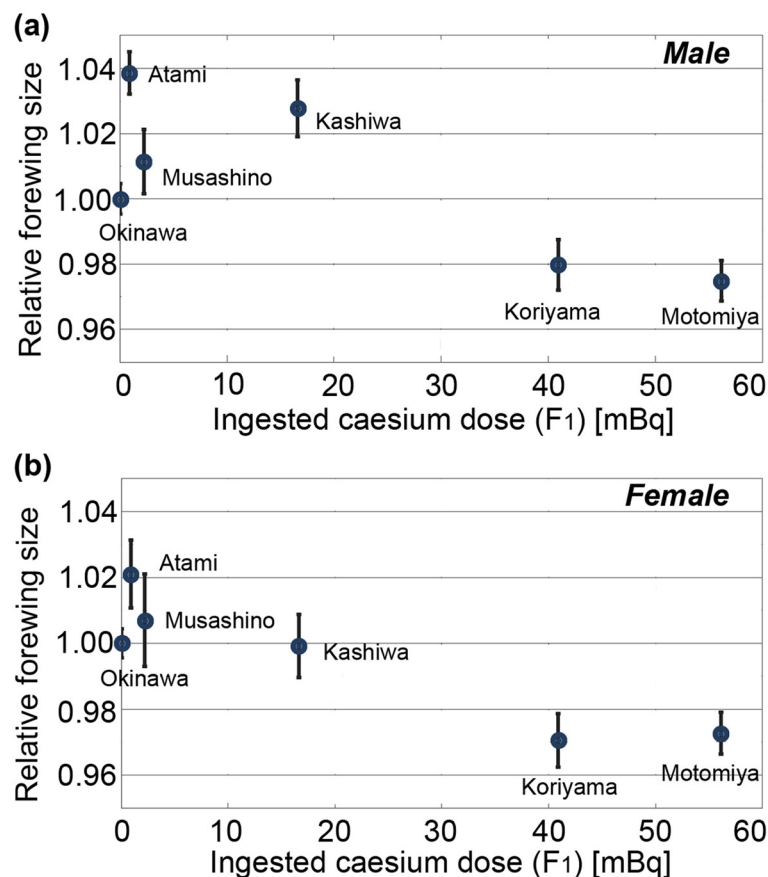 (a)
Male
Relative forewing size
1.04
1.02
1.00
0.98
0.96
Atami
Kashiwa
Musashino
Okinawa
Koriyama
Motomiya
0 10 20 30 40 50 60
Ingested caesium dose (F1) [mBq]
(b)
Female
Relative forewing size
1.04
1.02
1.00
0.98
0.96
Atami
Musashino
Kashiwa
Okinawa
Koriyama
Motomiya
0 10 20 30 40 50 60
Ingested caesium dose (F1) [mBq]